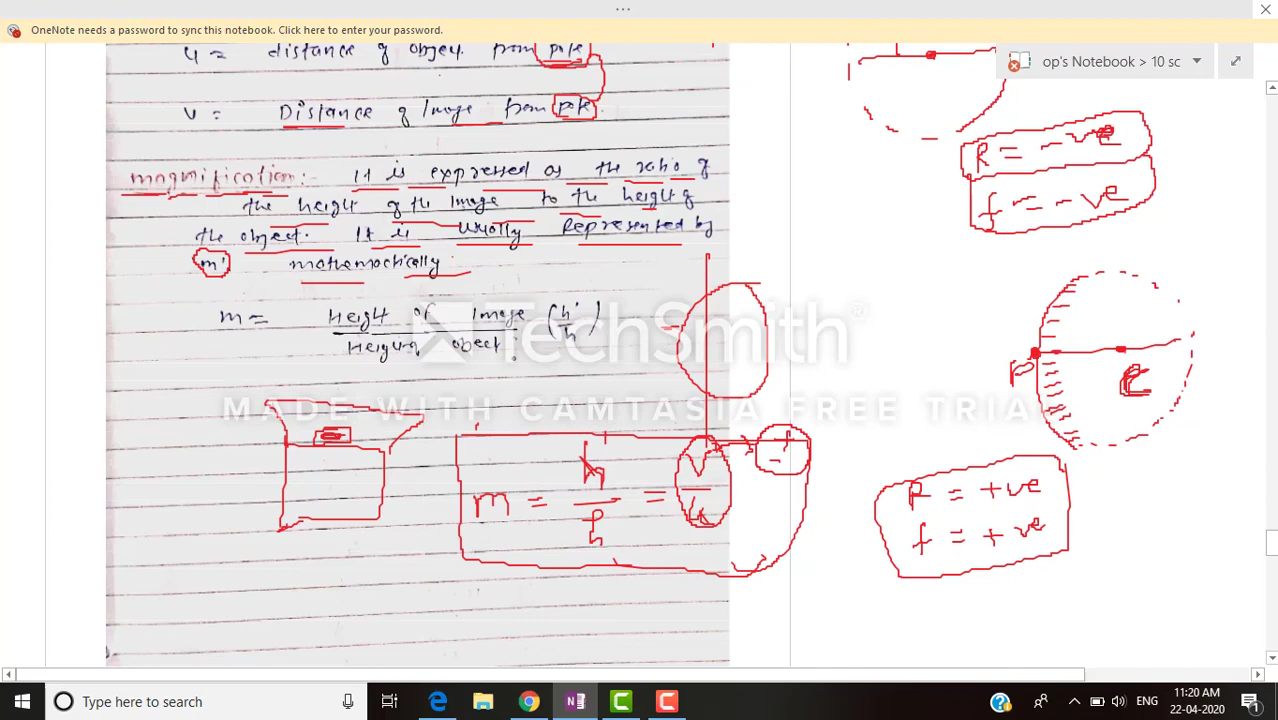 OneNote needs a password to sync this notebook. Click here to enter your password.
op's Notebook > 10 sc
u = distance of object from pole
v = Distance of Image from pole.
magnification:- It is expressed as the ratio of
the height of the Image to the height of
the object. It is usually Represented by
'm' mathematically.
m = Height of Image / Height of object (h'/h)
R = - ve
f = - ve
TechSmith
MADE WITH CAMTASIA FREE TRIAL
P
C
m = h' / h = v / u
+
-
R = +ve
f = +ve
Type here to search
ENG
11:20 AM
22-04-2020
1